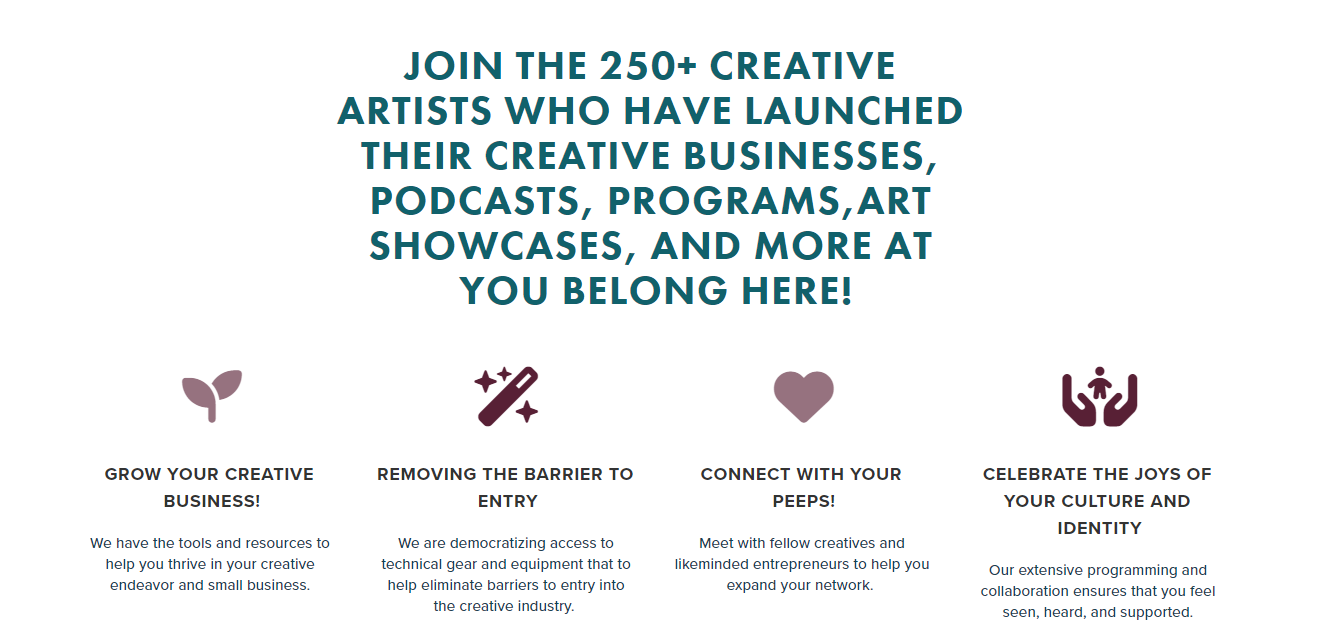 JOIN THE 250+ CREATIVE
ARTISTS WHO HAVE LAUNCHED
THEIR CREATIVE BUSINESSES,
PODCASTS, PROGRAMS,ART
SHOWCASES, AND MORE AT
YOU BELONG HERE!
GROW YOUR CREATIVE
BUSINESS!
We have the tools and resources to
help you thrive in your creative
endeavor and small business.
REMOVING THE BARRIER TO
ENTRY
We are democratizing access to
technical gear and equipment that to
help eliminate barriers to entry into
the creative industry.
CONNECT WITH YOUR
PEEPS!
Meet with fellow creatives and
likeminded entrepreneurs to help you
expand your network.
CELEBRATE THE JOYS OF
YOUR CULTURE AND
IDENTITY
Our extensive programming and
collaboration ensures that you feel
seen, heard, and supported.